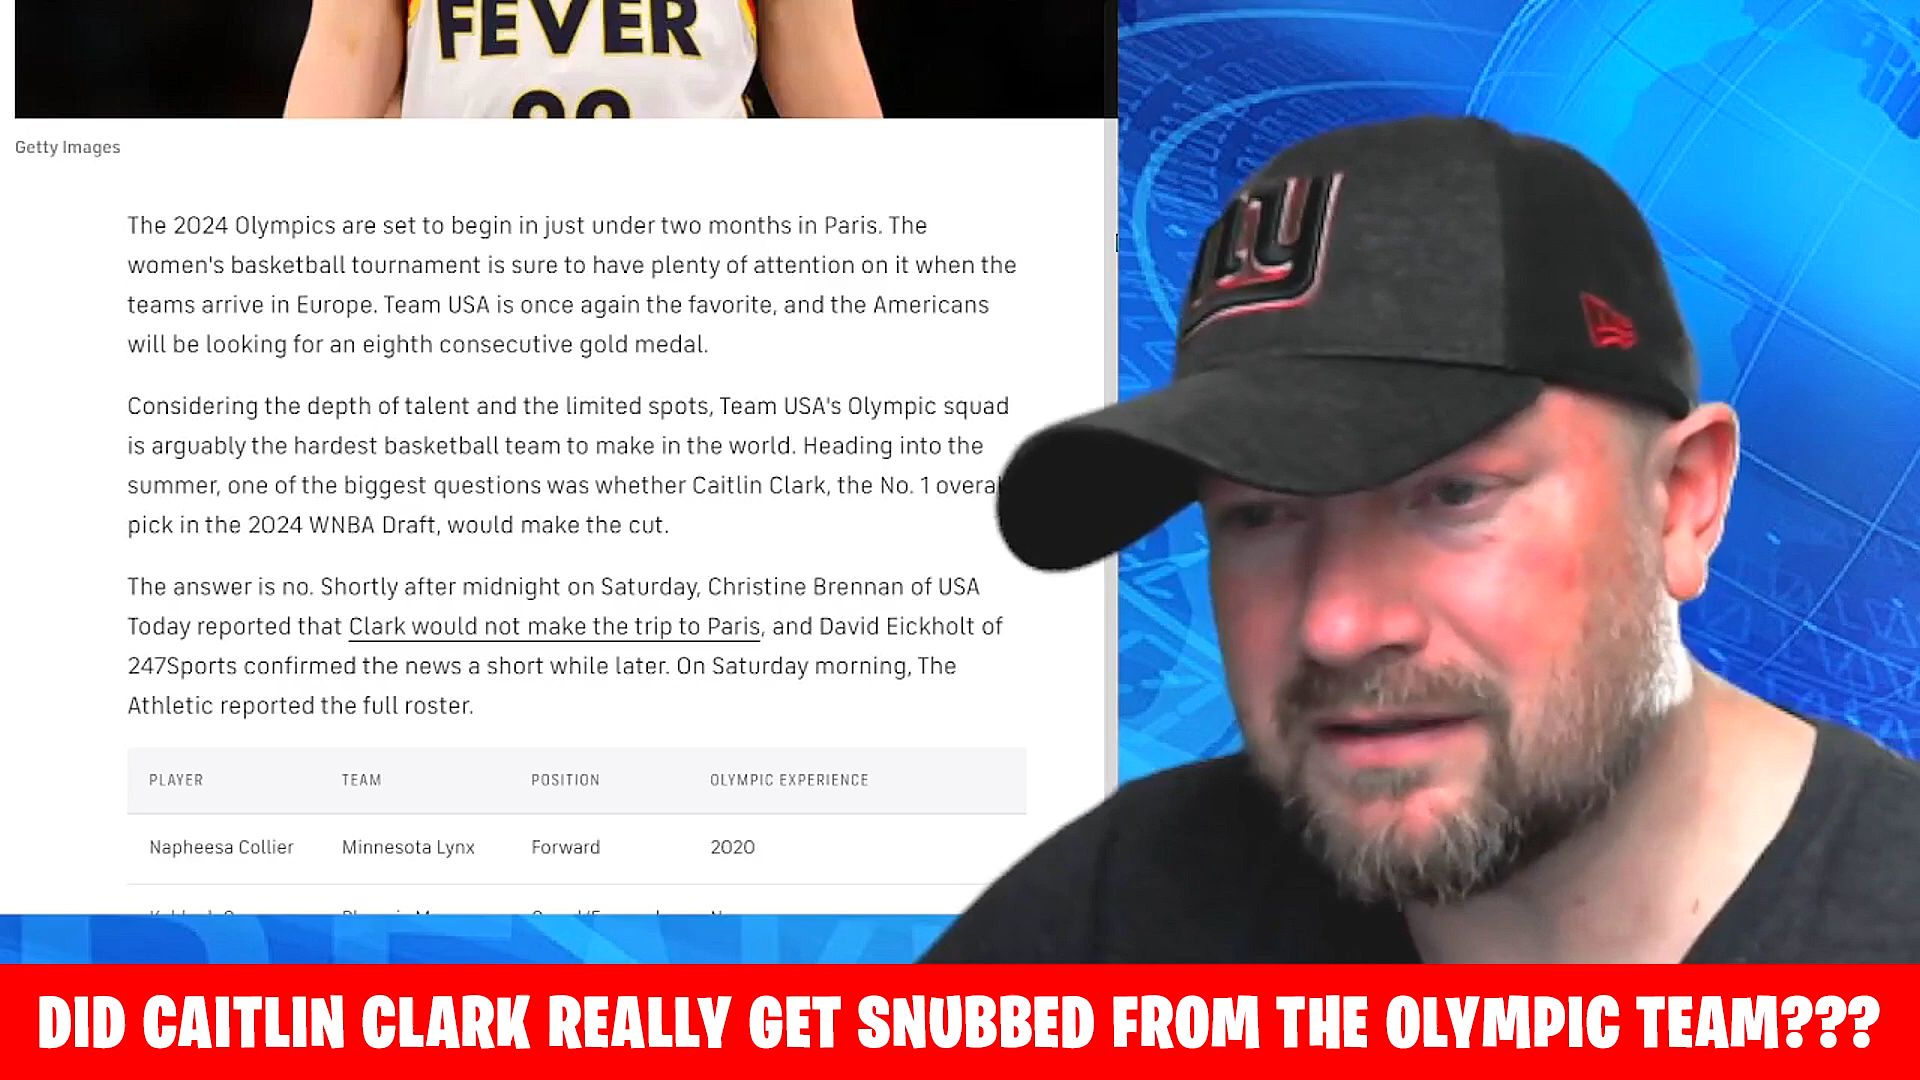 FEVER
Getty Images
The 2024 Olympics are set to begin in just under two months in Paris. The
women's basketball tournament is sure to have plenty of attention on it when the
teams arrive in Europe. Team USA is once again the favorite, and the Americans
will be looking for an eighth consecutive gold medal.
Considering the depth of talent and the limited spots, Team USA's Olympic squad
is arguably the hardest basketball team to make in the world. Heading into the
summer, one of the biggest questions was whether Caitlin Clark, the No. 1 overal
pick in the 2024 WNBA Draft, would make the cut.
The answer is no. Shortly after midnight on Saturday, Christine Brennan of USA
Today reported that Clark would not make the trip to Paris, and David Eickholt of
247Sports confirmed the news a short while later. On Saturday morning, The
Athletic reported the full roster.
PLAYER TEAM POSITION OLYMPIC EXPERIENCE
Napheesa Collier Minnesota Lynx Forward 2020
ny
DID CAITLIN CLARK REALLY GET SNUBBED FROM THE OLYMPIC TEAM???